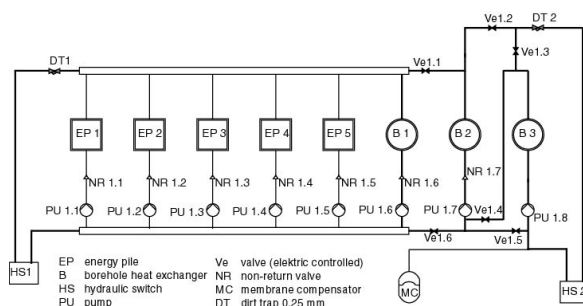 Ve1.2
DT 2
DT1
Ve1.1
Ve1.3
EP 1
EP 2
EP 3
EP 4
EP 5
B 1
B 2
B 3
NR 1.1
NR 1.2
NR 1.3
NR 1.4
NR 1.5
NR 1.6
NR 1.7
PU 1.1
PU 1.2
PU 1.3
PU 1.4
PU 1.5
PU 1.6
PU 1.7
Ve1.4
PU 1.8
Ve1.6
Ve1.5
HS1
EP energy pile
B borehole heat exchanger
HS hydraulic switch
PU pump
Ve valve (elektric controlled)
NR non-return valve
MC membrane compensator
DT dirt trap 0.25 mm
MC
HS2